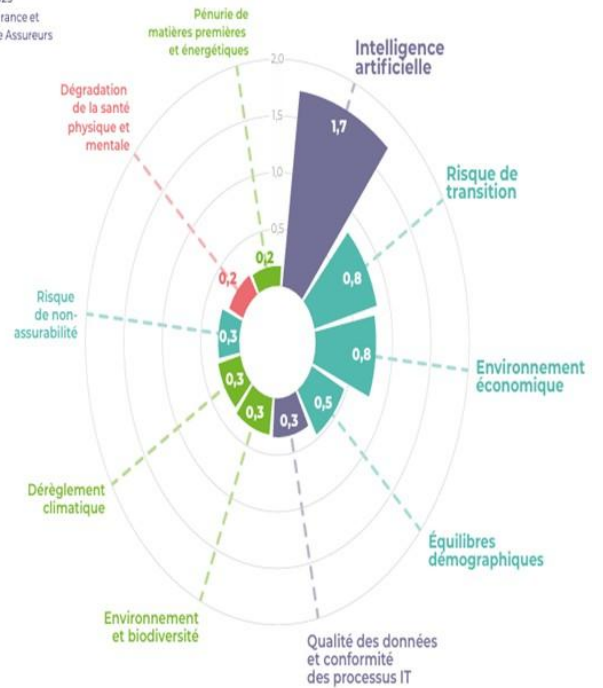 rance et
e Assureurs
Pénurie de
matières premières
et énergétiques
2,0
Intelligence
artificielle
1,7
1,5
Dégradation
de la santé
physique et
mentale
1,0
Risque de
transition
0,5
0,2
0,2
0,8
Risque
de non-
assurabilité
0,3
0,8
Environnement
économique
0,3
0,5
0,3
0,3
Dérèglement
climatique
Équilibres
démographiques
Environnement
et biodiversité
Qualité des données
et conformité
des processus IT